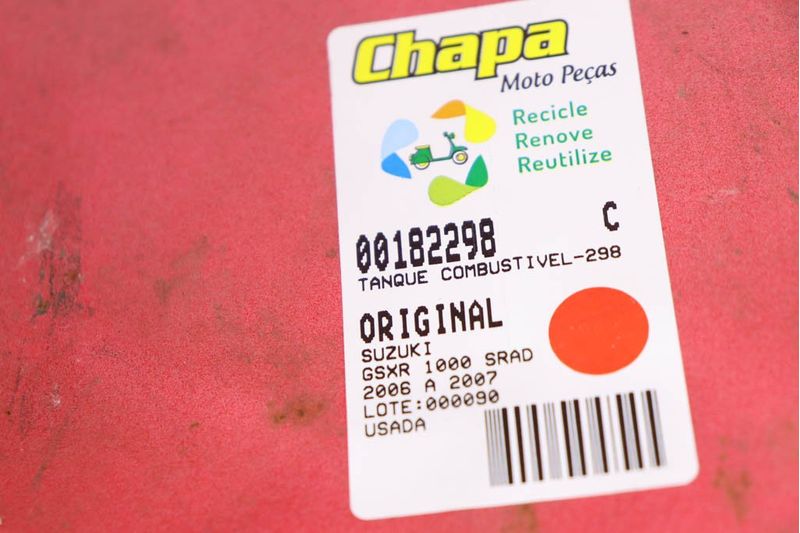 Chapa
Moto Peças
Recicle
Renove
Reutilize
00182298 C
TANQUE COMBUSTIVEL-298
ORIGINAL
SUZUKI
GSXR 1000 SRAD
2006 A 2007
LOTE:000090
USADA